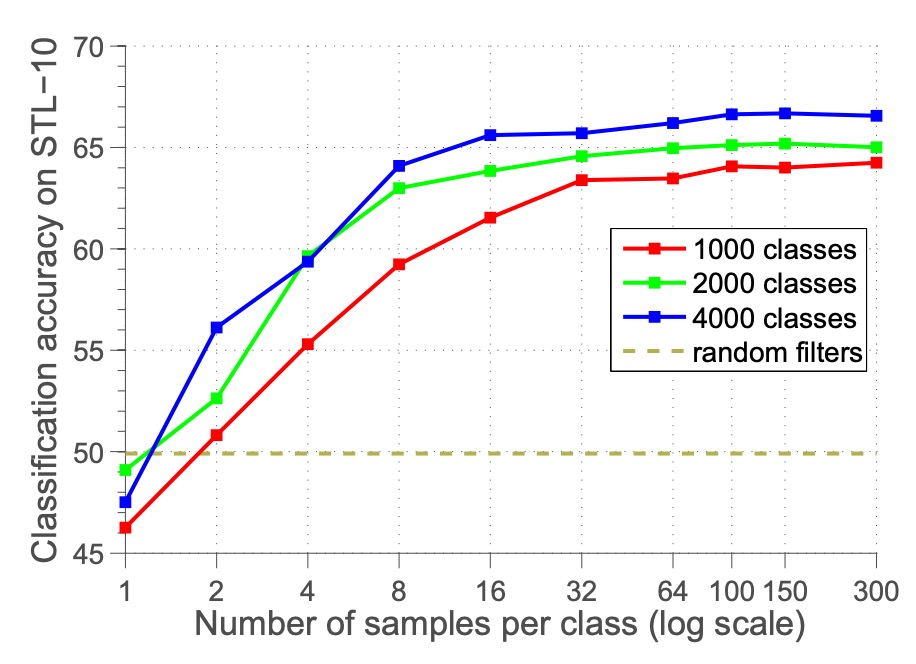 Classification accuracy on STL−10
70
65
60
55
50
45
1000 classes
2000 classes
4000 classes
random filters
1 2 4 8 16 32 64 100 150 300
Number of samples per class (log scale)